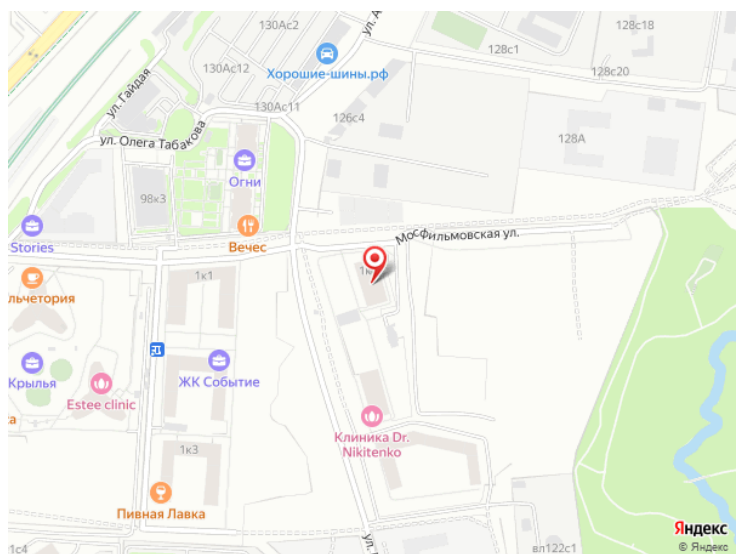 130Ас2
128с18
128с1
ул. А
130Ас12
Хорошие-шины.рф
128с20
ул. Гайдая
130Ас11
126с4
ул. Олега Табакова
128А
Огни
98к3
Stories
Вечес
Мосфильмовская ул.
1к1
1к
льчетория
Крылья
ЖК Событие
Estee clinic
а
Клиника Dr.
Nikitenko
1к3
Пивная Лавка
Яндекс
1с4
ул.
вл122с1
© Яндекс